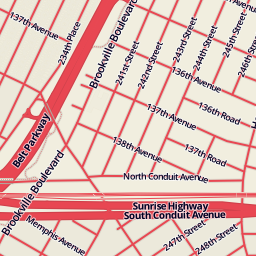 137th Avenue
234th Place
Brookville Boulevard
241st Street
242nd Street
243rd Street
244th Street
245th Street
246th Street
136th Avenue
136th Road
137th Avenue
137th Road
138th Avenue
Belt Parkway
Brookville Boulevard
North Conduit Avenue
Sunrise Highway
South Conduit Avenue
Memphis Avenue
247th Street
248th Street